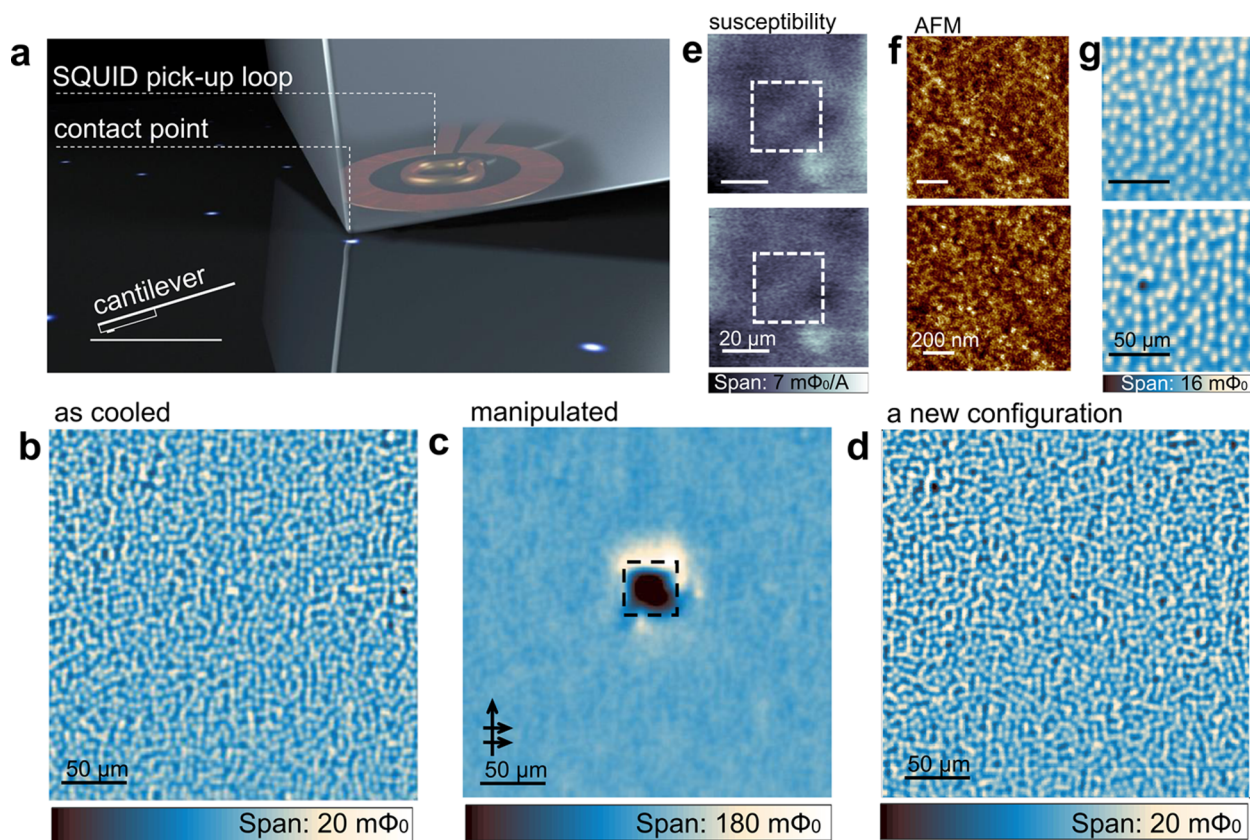 a
SQUID pick-up loop
contact point
cantilever
susceptibility
e
20 µm
Span: 7 mΦ₀/A
AFM
f
200 nm
g
50 µm
Span: 16 mΦ₀
as cooled
b
50 µm
Span: 20 mΦ₀
manipulated
c
50 µm
Span: 180 mΦ₀
a new configuration
d
50 µm
Span: 20 mΦ₀